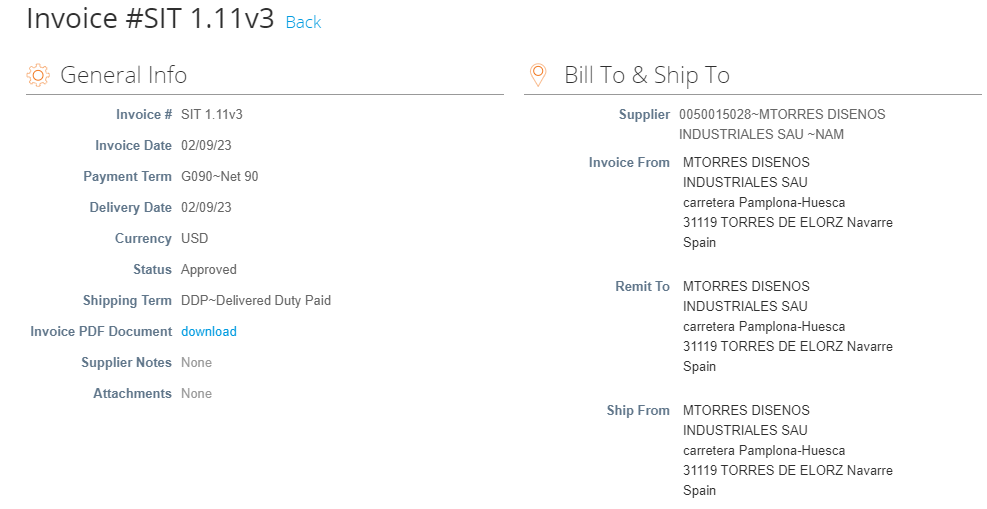 Invoice #SIT 1.11v3 Back
General Info
Invoice # SIT 1.11v3
Invoice Date 02/09/23
Payment Term G090~Net 90
Delivery Date 02/09/23
Currency USD
Status Approved
Shipping Term DDP~Delivered Duty Paid
Invoice PDF Document download
Supplier Notes None
Attachments None
Bill To & Ship To
Supplier 0050015028~MTORRES DISENOS
INDUSTRIALES SAU ~NAM
Invoice From MTORRES DISENOS
INDUSTRIALES SAU
carretera Pamplona-Huesca
31119 TORRES DE ELORZ Navarre
Spain
Remit To MTORRES DISENOS
INDUSTRIALES SAU
carretera Pamplona-Huesca
31119 TORRES DE ELORZ Navarre
Spain
Ship From MTORRES DISENOS
INDUSTRIALES SAU
carretera Pamplona-Huesca
31119 TORRES DE ELORZ Navarre
Spain